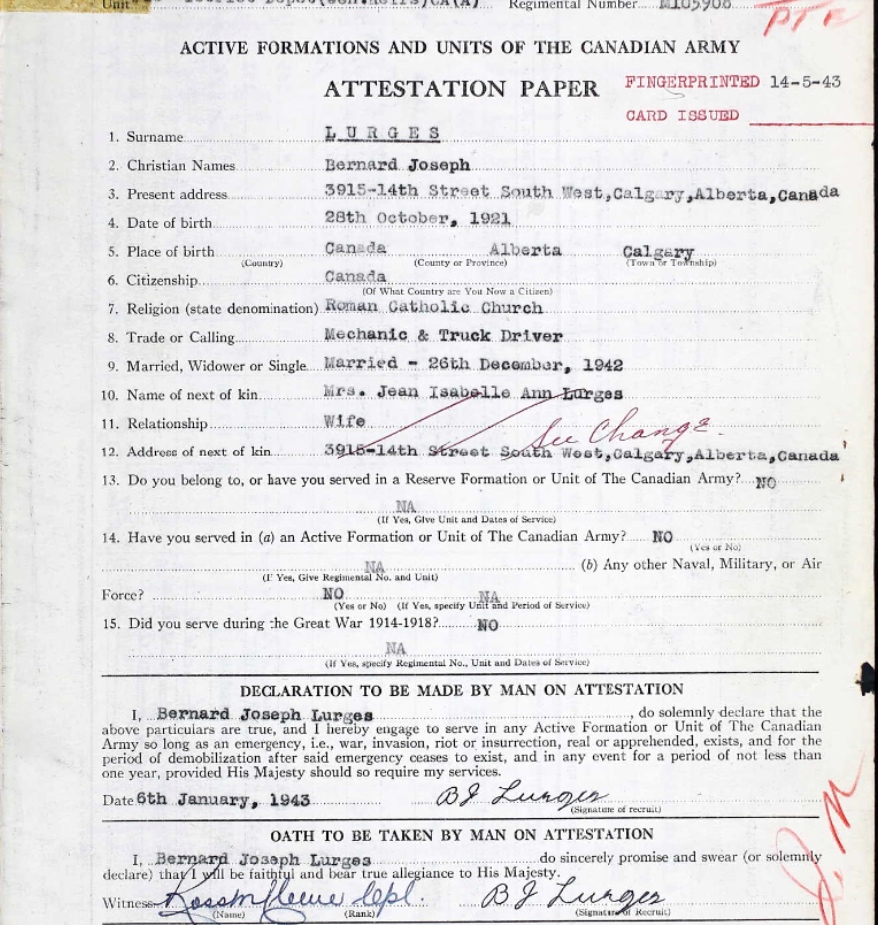 Unit Depot(Gen.Mers)CA(A) Regimental Number M105908
Pte
ACTIVE FORMATIONS AND UNITS OF THE CANADIAN ARMY
ATTESTATION PAPER
FINGERPRINTED 14-5-43
CARD ISSUED
1. Surname LURGES
2. Christian Names Bernard Joseph
3. Present address 3915-14th Street South West,Calgary,Alberta,Canada
4. Date of birth 28th October, 1921
5. Place of birth Canada Alberta Calgary
(Country) (County or Province) (Town or Township)
6. Citizenship Canada
(Of What Country are You Now a Citizen)
7. Religion (state denomination) Roman Catholic Church
8. Trade or Calling Mechanic & Truck Driver
9. Married, Widower or Single Married - 26th December, 1942
10. Name of next of kin Mrs. Jean Isabelle Ann Lurges
11. Relationship Wife See Change.
12. Address of next of kin 3915-14th Street South West,Calgary,Alberta,Canada
13. Do you belong to, or have you served in a Reserve Formation or Unit of The Canadian Army? NO
NA
(If Yes, Give Unit and Dates of Service)
14. Have you served in (a) an Active Formation or Unit of The Canadian Army? NO
(Yes or No)
NA (b) Any other Naval, Military, or Air
(If Yes, Give Regimental No. and Unit)
Force? NO NA
(Yes or No) (If Yes, specify Unit and Period of Service)
15. Did you serve during the Great War 1914-1918? NO
NA
(If Yes, specify Regimental No., Unit and Dates of Service)
DECLARATION TO BE MADE BY MAN ON ATTESTATION
I, Bernard Joseph Lurges, do solemnly declare that the
above particulars are true, and I hereby engage to serve in any Active Formation or Unit of The Canadian
Army so long as an emergency, i.e., war, invasion, riot or insurrection, real or apprehended, exists, and for the
period of demobilization after said emergency ceases to exist, and in any event for a period of not less than
one year, provided His Majesty should so require my services.
Date 6th January, 1943 BJ Lurges
(Signature of recruit)
OATH TO BE TAKEN BY MAN ON ATTESTATION
I, Bernard Joseph Lurges do sincerely promise and swear (or solemnly
declare) that I will be faithful and bear true allegiance to His Majesty.
Witness Cpl. BJ Lurges
(Name) (Rank) (Signature of Recruit)